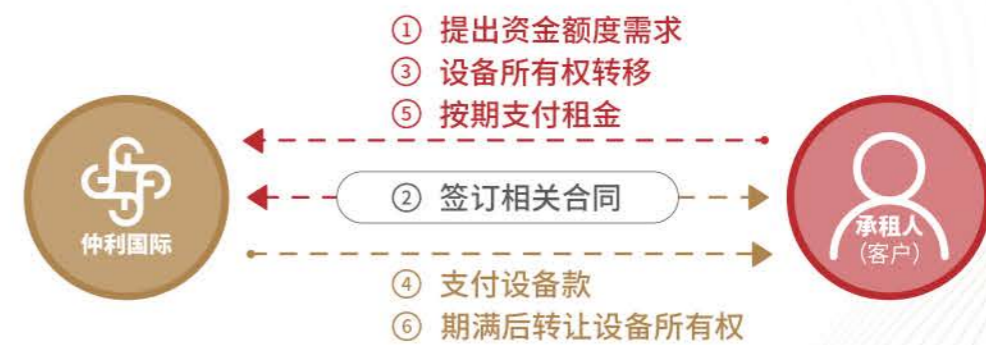 ① 提出资金额度需求
③ 设备所有权转移
⑤ 按期支付租金
仲利国际
② 签订相关合同
承租人
(客户)
④ 支付设备款
⑥ 期满后转让设备所有权